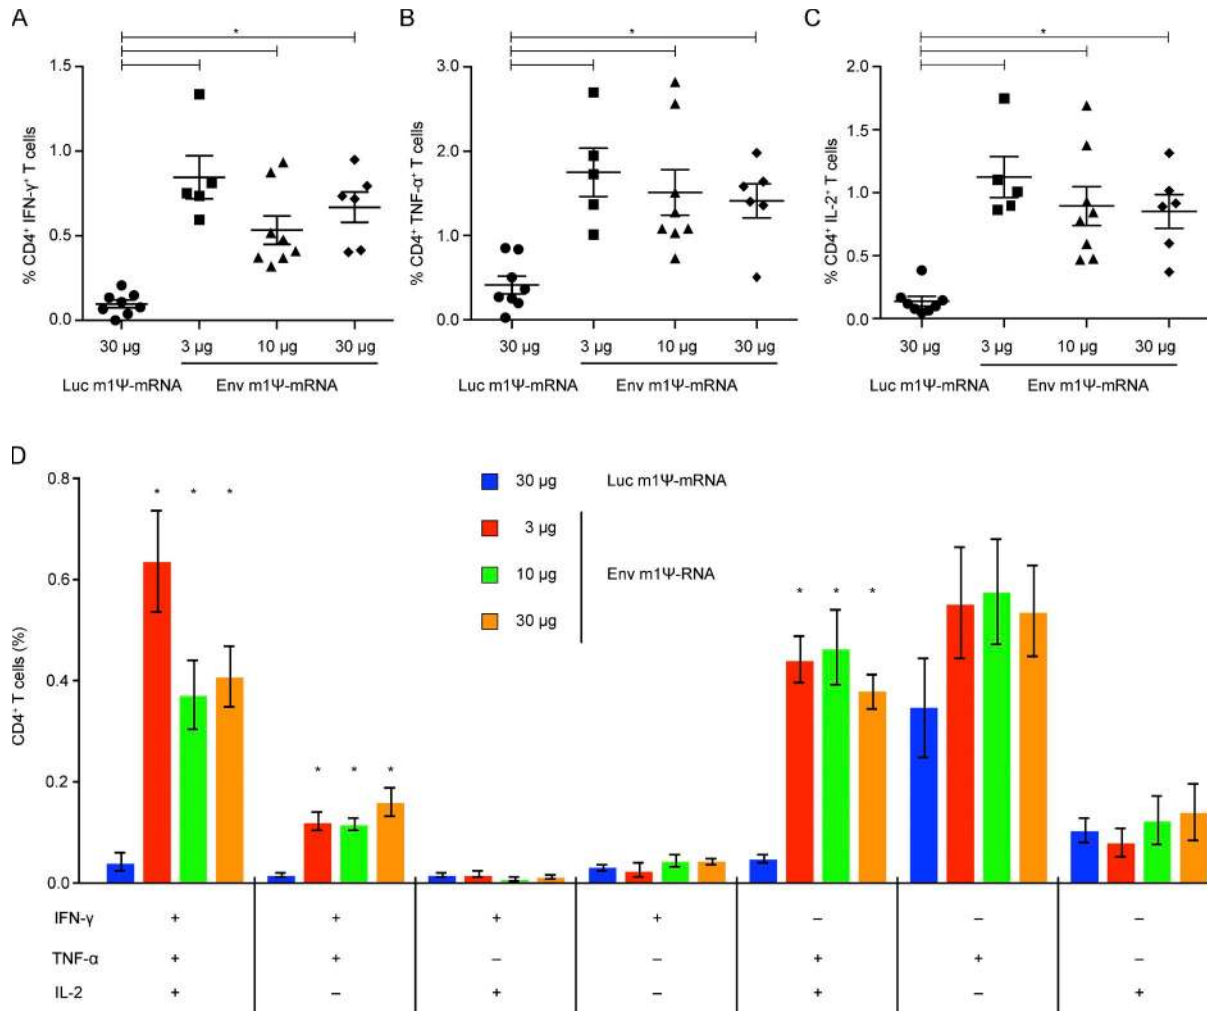 A
B
C
*
*
*
% CD4⁺ IFN-γ⁺ T cells
1.5
1.0
0.5
0.0
30 µg
3 µg
10 µg
30 µg
Luc m1Ψ-mRNA
Env m1Ψ-mRNA
% CD4⁺ TNF-α⁺ T cells
3.0
2.0
1.0
0.0
30 µg
3 µg
10 µg
30 µg
Luc m1Ψ-mRNA
Env m1Ψ-mRNA
% CD4⁺ IL-2⁺ T cells
2.0
1.5
1.0
0.5
0.0
30 µg
3 µg
10 µg
30 µg
Luc m1Ψ-mRNA
Env m1Ψ-mRNA
D
CD4⁺ T cells (%)
0.8
0.6
0.4
0.2
0.0
30 µg Luc m1Ψ-mRNA
3 µg
10 µg Env m1Ψ-RNA
30 µg
* * *
* * *
* * *
IFN-γ + + + + – – –
TNF-α + + – – + + –
IL-2 + – + – + – +